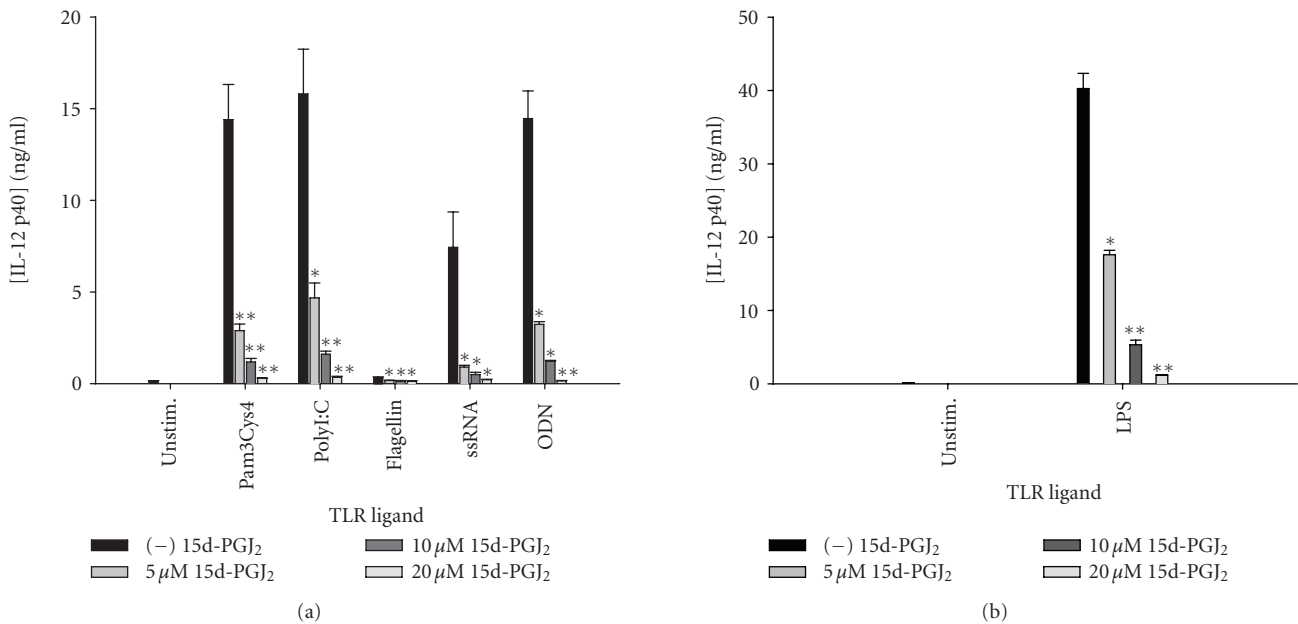 20
15
10
5
0
[IL-12 p40] (ng/ml)
∗∗
∗∗
∗∗
∗
∗∗
∗∗
∗∗∗
∗
∗
∗
∗
∗
∗∗
Unstim.
Pam3Cys4
PolyI:C
Flagellin
ssRNA
ODN
TLR ligand
(−) 15d-PGJ₂
5 μM 15d-PGJ₂
10 μM 15d-PGJ₂
20 μM 15d-PGJ₂
(a)
50
40
30
20
10
0
[IL-12 p40] (ng/ml)
∗
∗∗
∗∗
Unstim.
LPS
TLR ligand
(−) 15d-PGJ₂
5 μM 15d-PGJ₂
10 μM 15d-PGJ₂
20 μM 15d-PGJ₂
(b)